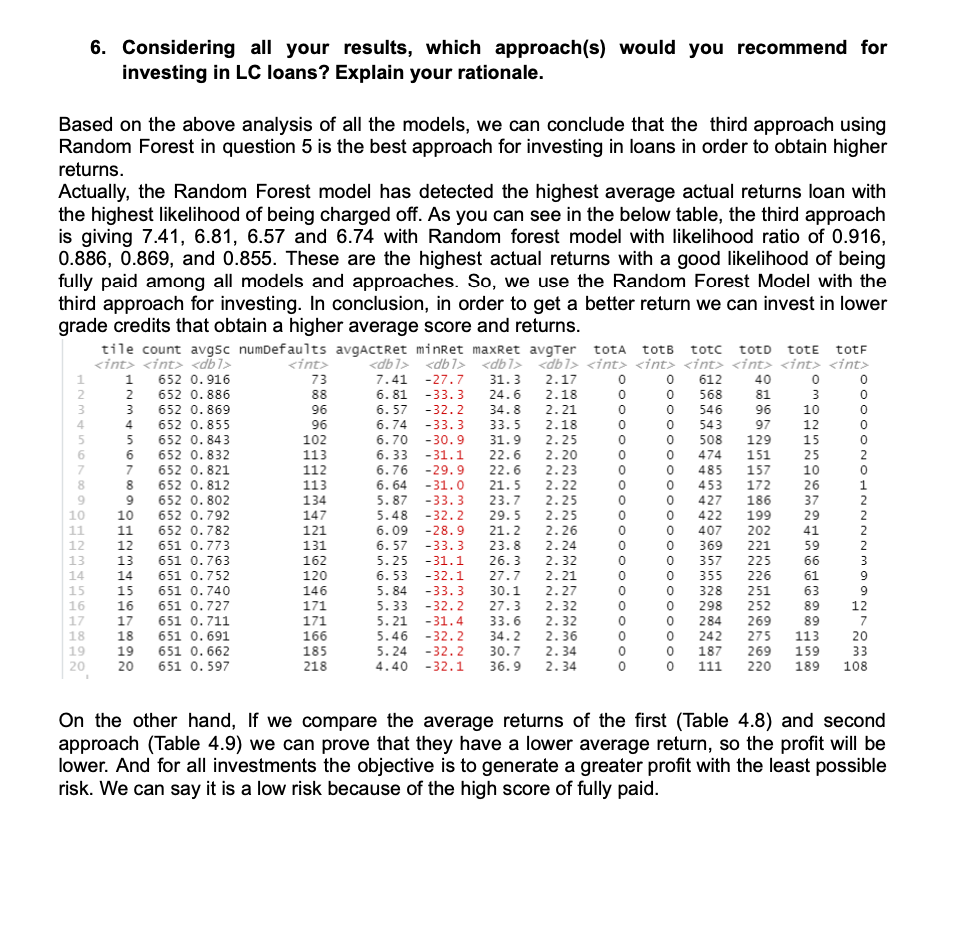 6. Considering all your results, which approach(s) would you recommend for
investing in LC loans? Explain your rationale.
Based on the above analysis of all the models, we can conclude that the third approach using
Random Forest in question 5 is the best approach for investing in loans in order to obtain higher
returns.
Actually, the Random Forest model has detected the highest average actual returns loan with
the highest likelihood of being charged off. As you can see in the below table, the third approach
is giving 7.41, 6.81, 6.57 and 6.74 with Random forest model with likelihood ratio of 0.916,
0.886, 0.869, and 0.855. These are the highest actual returns with a good likelihood of being
fully paid among all models and approaches. So, we use the Random Forest Model with the
third approach for investing. In conclusion, in order to get a better return we can invest in lower
grade credits that obtain a higher average score and returns.
tile count avgSc numDefaults avgActRet minRet maxRet avgTer totA totB totC totD totE totF
<int> <int> <dbl> <int> <dbl> <dbl> <dbl> <dbl> <int> <int> <int> <int> <int> <int>
1 1 652 0.916 73 7.41 -27.7 31.3 2.17 0 0 612 40 0 0
2 2 652 0.886 88 6.81 -33.3 24.6 2.18 0 0 568 81 3 0
3 3 652 0.869 96 6.57 -32.2 34.8 2.21 0 0 546 96 10 0
4 4 652 0.855 96 6.74 -33.3 33.5 2.18 0 0 543 97 12 0
5 5 652 0.843 102 6.70 -30.9 31.9 2.25 0 0 508 129 15 0
6 6 652 0.832 113 6.33 -31.1 22.6 2.20 0 0 474 151 25 2
7 7 652 0.821 112 6.76 -29.9 22.6 2.23 0 0 485 157 10 0
8 8 652 0.812 113 6.64 -31.0 21.5 2.22 0 0 453 172 26 1
9 9 652 0.802 134 5.87 -33.3 23.7 2.25 0 0 427 186 37 2
10 10 652 0.792 147 5.48 -32.2 29.5 2.25 0 0 422 199 29 2
11 11 652 0.782 121 6.09 -28.9 21.2 2.26 0 0 407 202 41 2
12 12 651 0.773 131 6.57 -33.3 23.8 2.24 0 0 369 221 59 2
13 13 651 0.763 162 5.25 -31.1 26.3 2.32 0 0 357 225 66 3
14 14 651 0.752 120 6.53 -32.1 27.7 2.21 0 0 355 226 61 9
15 15 651 0.740 146 5.84 -33.3 30.1 2.27 0 0 328 251 63 9
16 16 651 0.727 171 5.33 -32.2 27.3 2.32 0 0 298 252 89 12
17 17 651 0.711 171 5.21 -31.4 33.6 2.32 0 0 284 269 89 7
18 18 651 0.691 166 5.46 -32.2 34.2 2.36 0 0 242 275 113 20
19 19 651 0.662 185 5.24 -32.2 30.7 2.34 0 0 187 269 159 33
20 20 651 0.597 218 4.40 -32.1 36.9 2.34 0 0 111 220 189 108
On the other hand, If we compare the average returns of the first (Table 4.8) and second
approach (Table 4.9) we can prove that they have a lower average return, so the profit will be
lower. And for all investments the objective is to generate a greater profit with the least possible
risk. We can say it is a low risk because of the high score of fully paid.